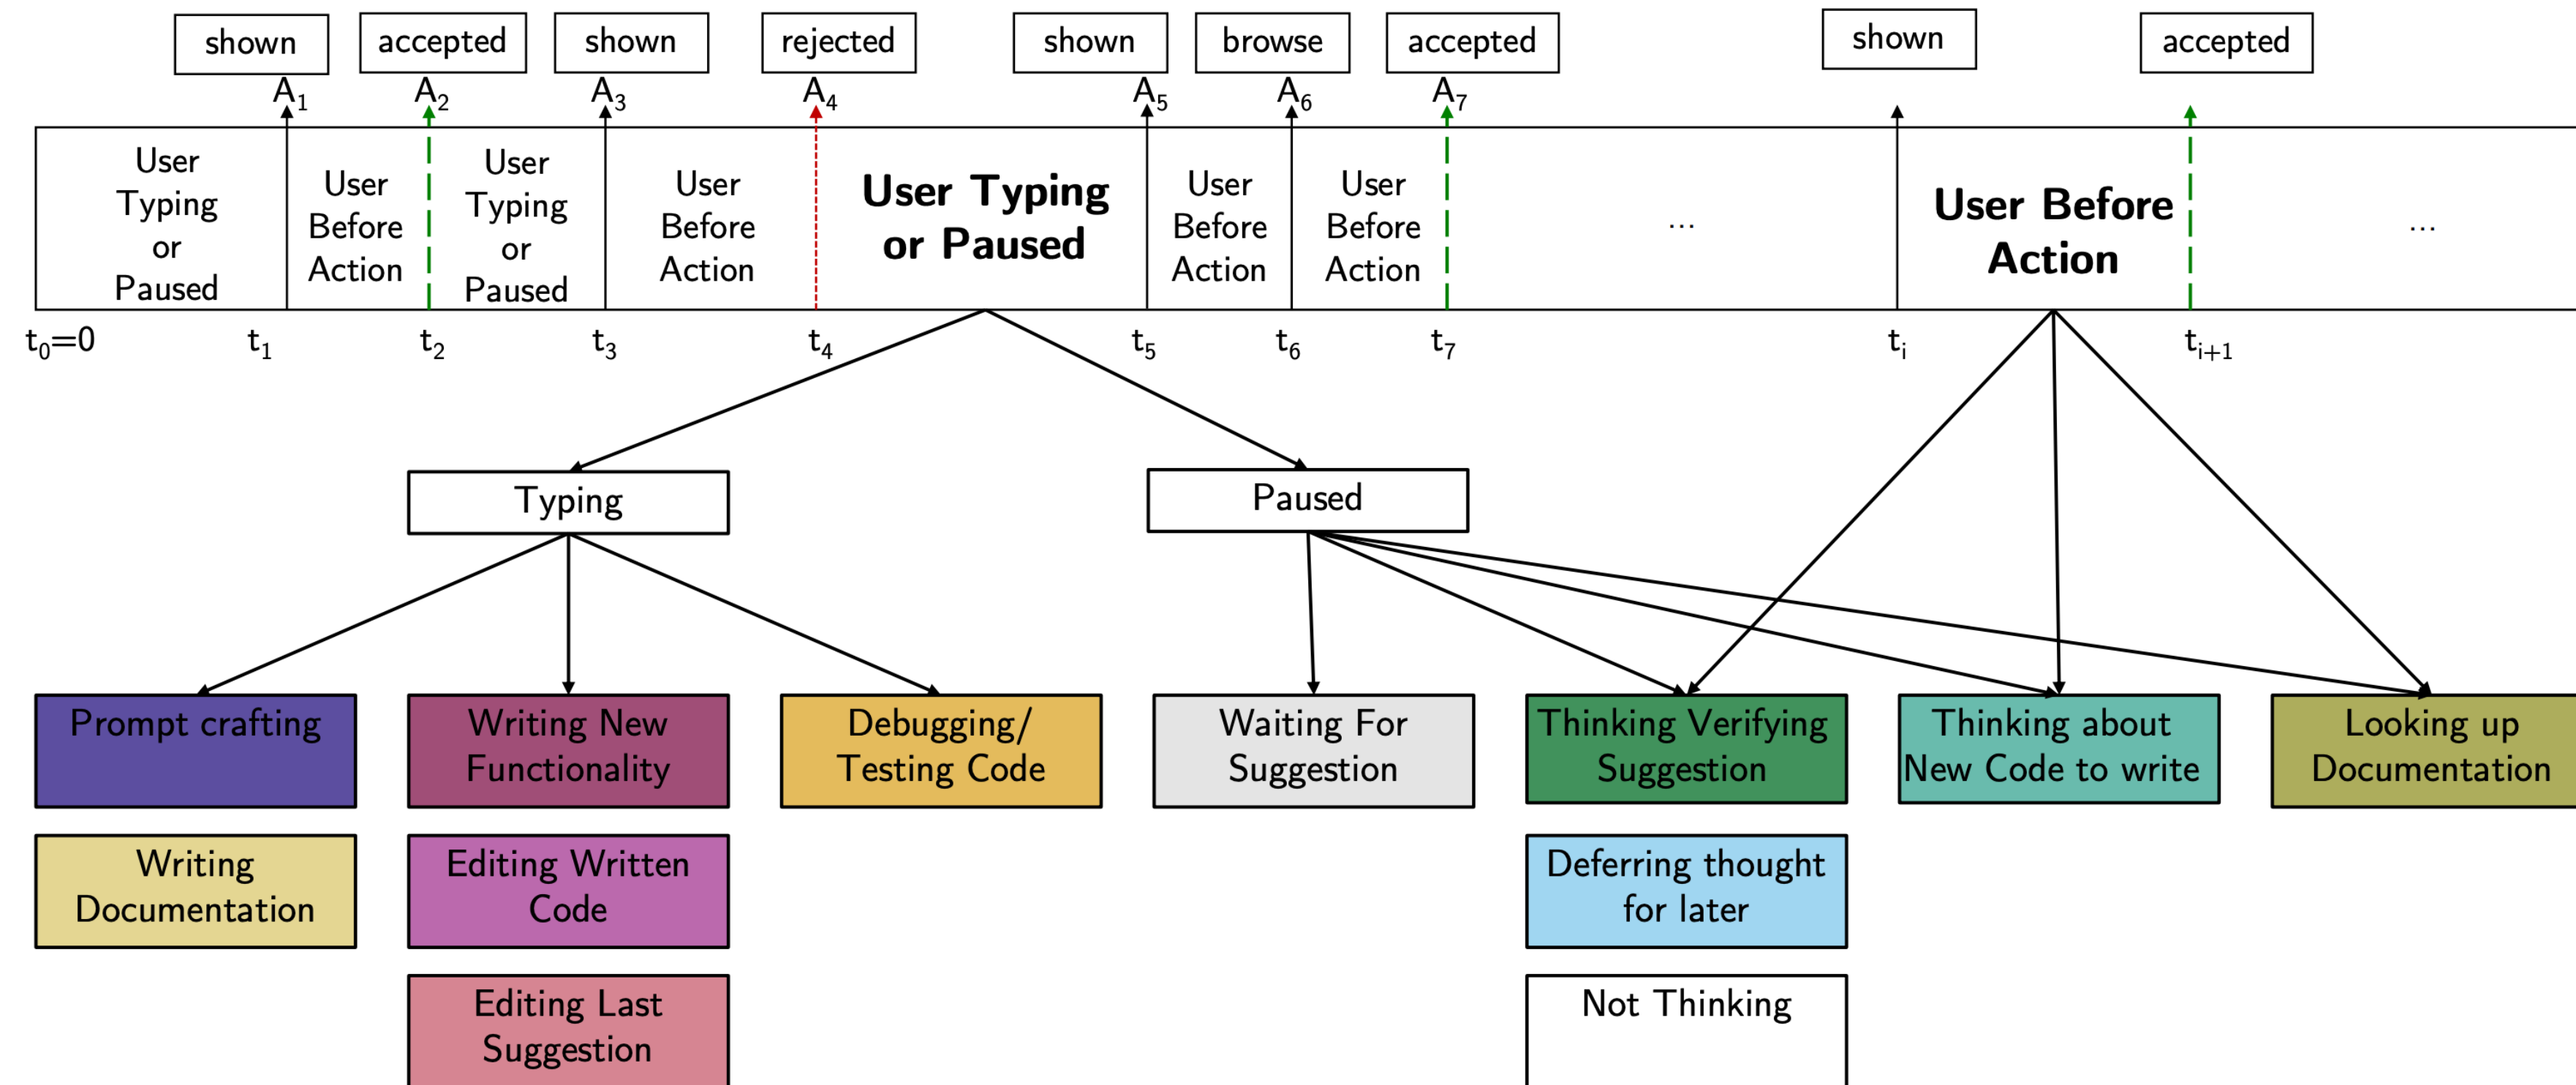 shown
accepted
shown
rejected
shown
browse
accepted
shown
accepted
A1
A2
A3
A4
A5
A6
A7
User
Typing
or
Paused
User
Before
Action
User
Typing
or
Paused
User
Before
Action
User Typing
or Paused
User
Before
Action
User
Before
Action
...
User Before
Action
...
t0=0
t1
t2
t3
t4
t5
t6
t7
ti
ti+1
Typing
Paused
Prompt crafting
Writing New
Functionality
Debugging/
Testing Code
Waiting For
Suggestion
Thinking Verifying
Suggestion
Thinking about
New Code to write
Looking up
Documentation
Writing
Documentation
Editing Written
Code
Deferring thought
for later
Editing Last
Suggestion
Not Thinking